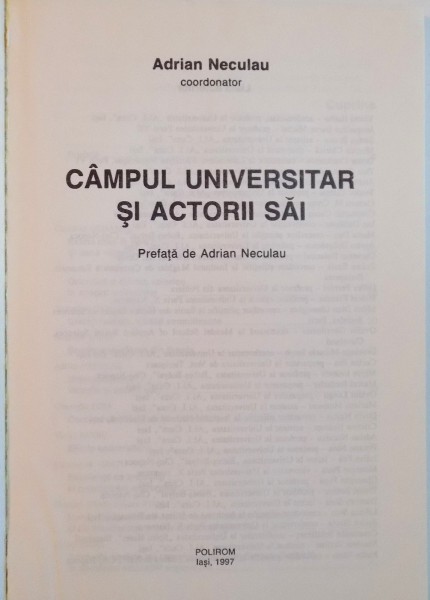 Adrian Neculau
coordonator
CÂMPUL UNIVERSITAR
ŞI ACTORII SĂI
Prefaţă de Adrian Neculau
POLIROM
Iaşi, 1997